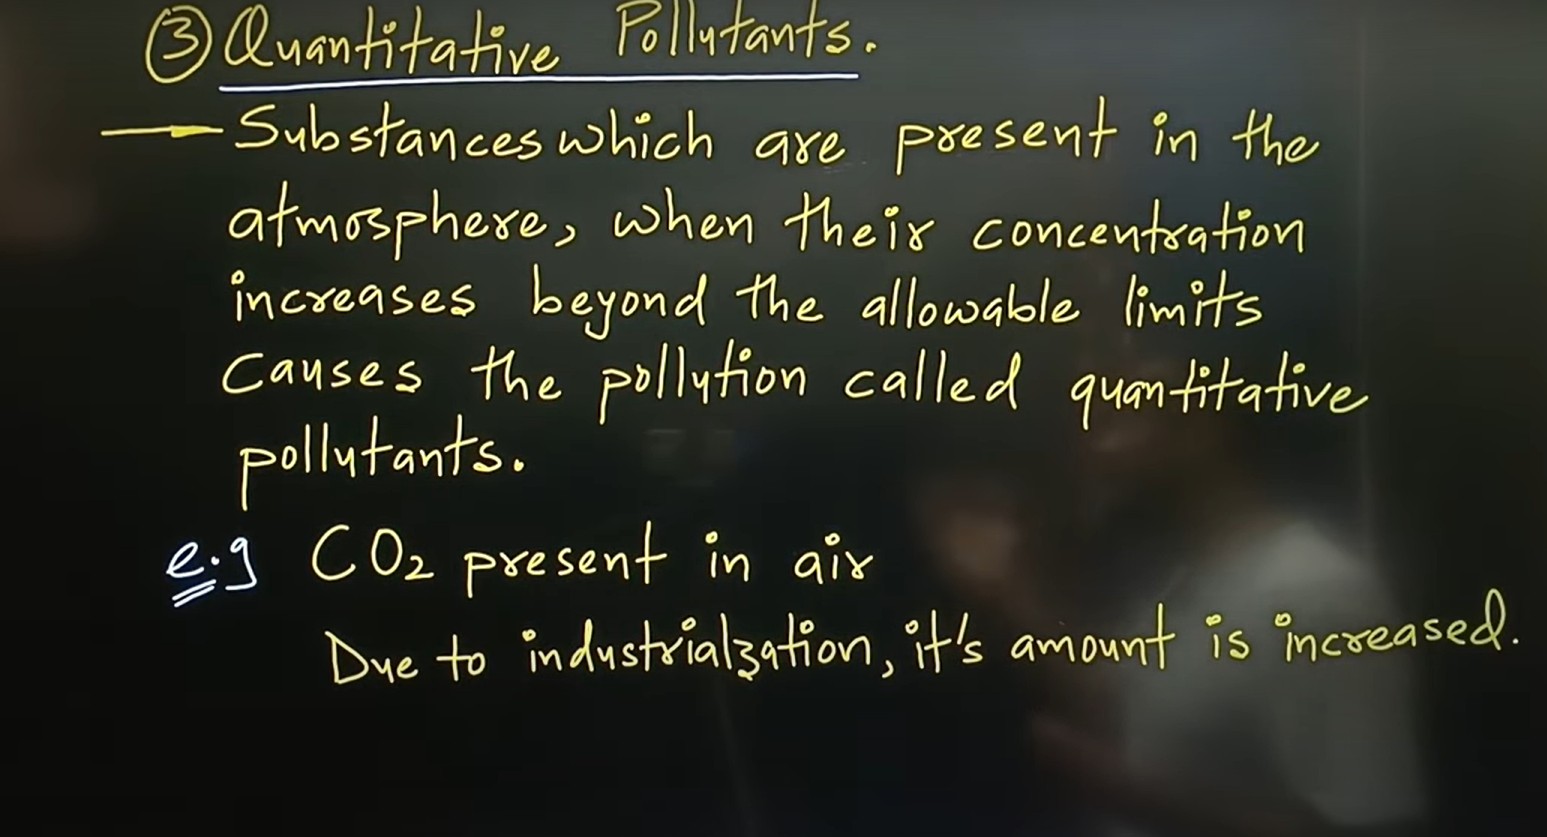 ③ Quantitative Pollutants.
Substances which are present in the
atmosphere, when their concentration
increases beyond the allowable limits
Causes the pollution called quantitative
pollutants.
e.g CO₂ present in air
Due to industrialzation, it's amount is increased.